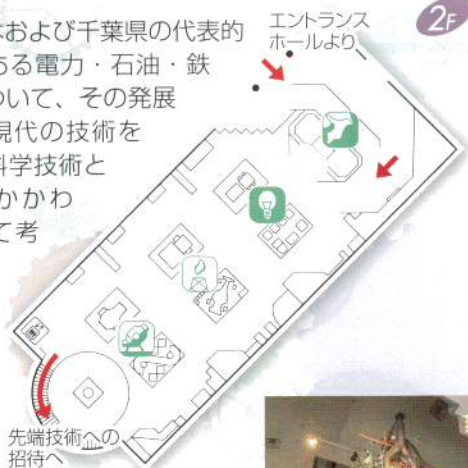 および千葉県の代表的
ある電力・石油・鉄
ついて、その発展
現代の技術を
科学技術と
かかわ
て考
エントランス
ホールより
2F
先端技術への
招待へ